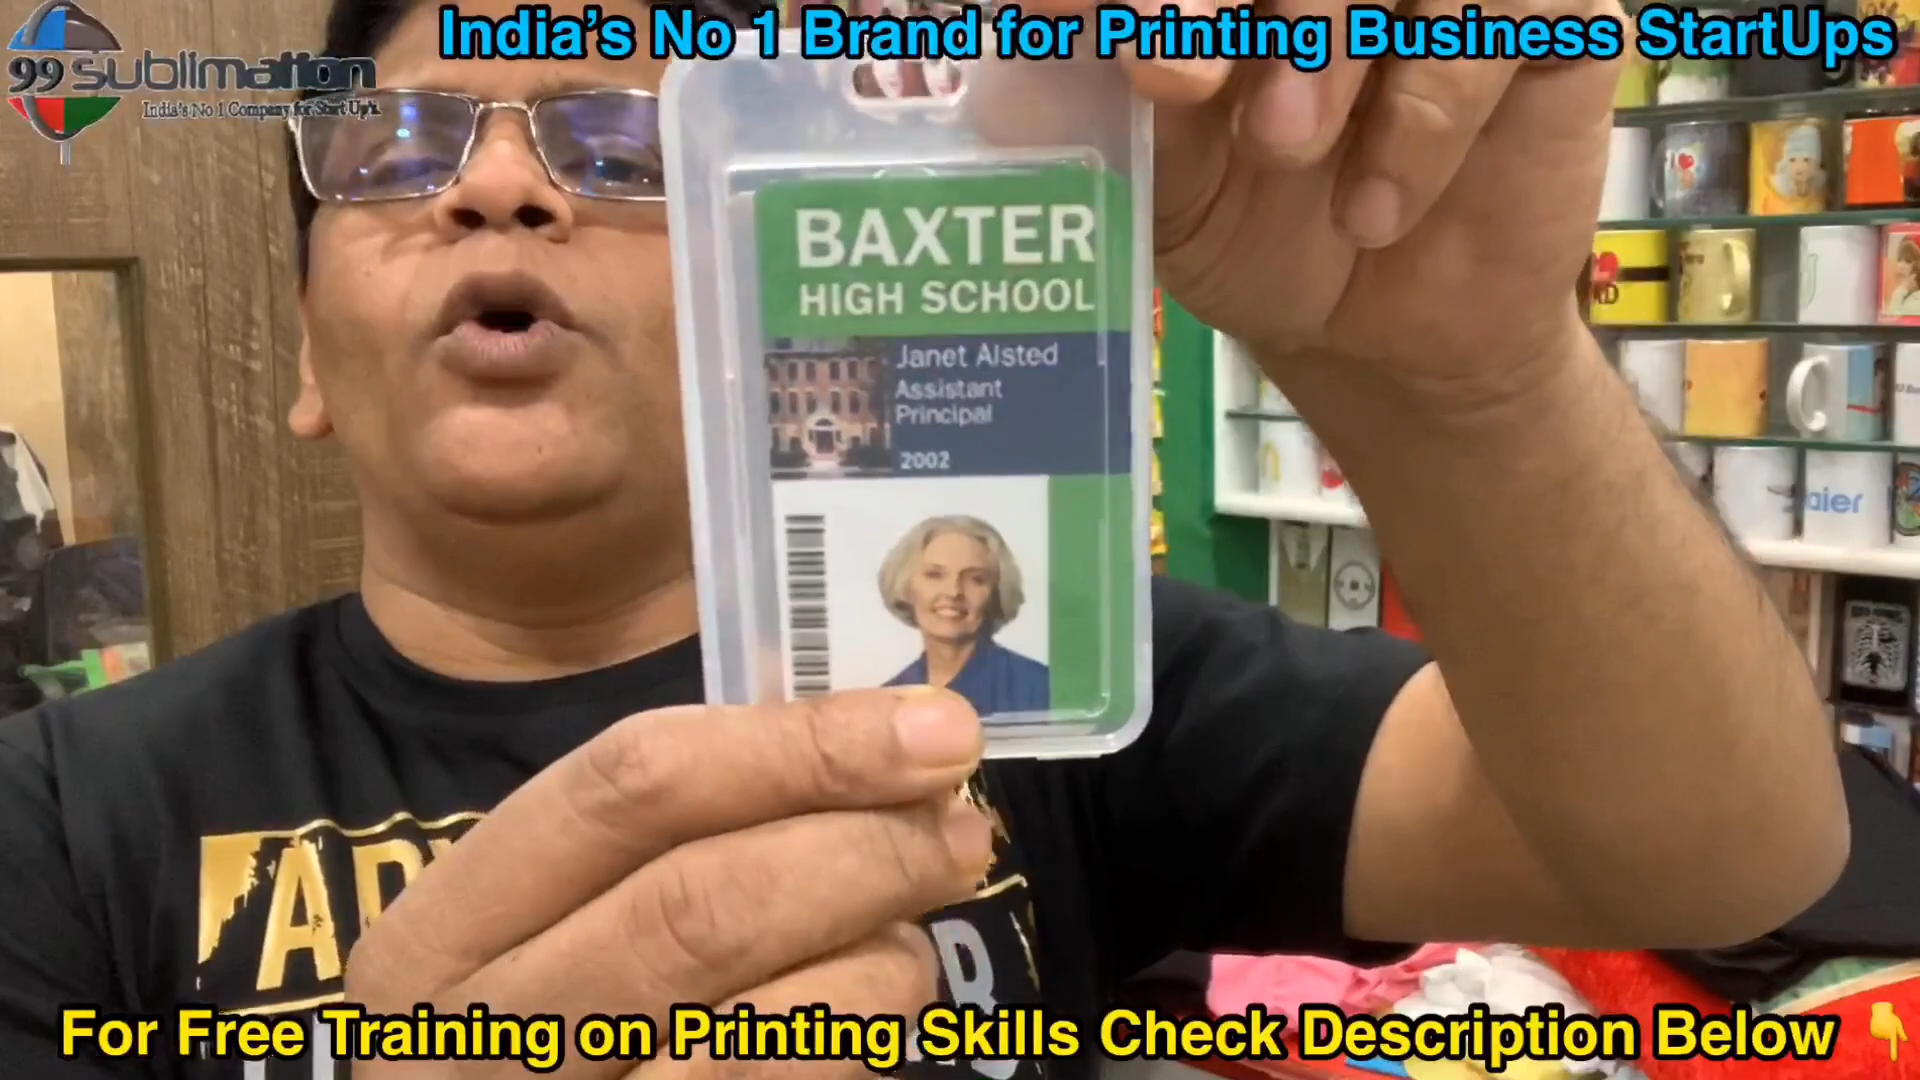 India's No 1 Brand for Printing Business StartUps
99 sublimation
India's No 1 Company for Start Up's
BAXTER
HIGH SCHOOL
Janet Alsted
Assistant
Principal
2002
aier
For Free Training on Printing Skills Check Description Below 👇